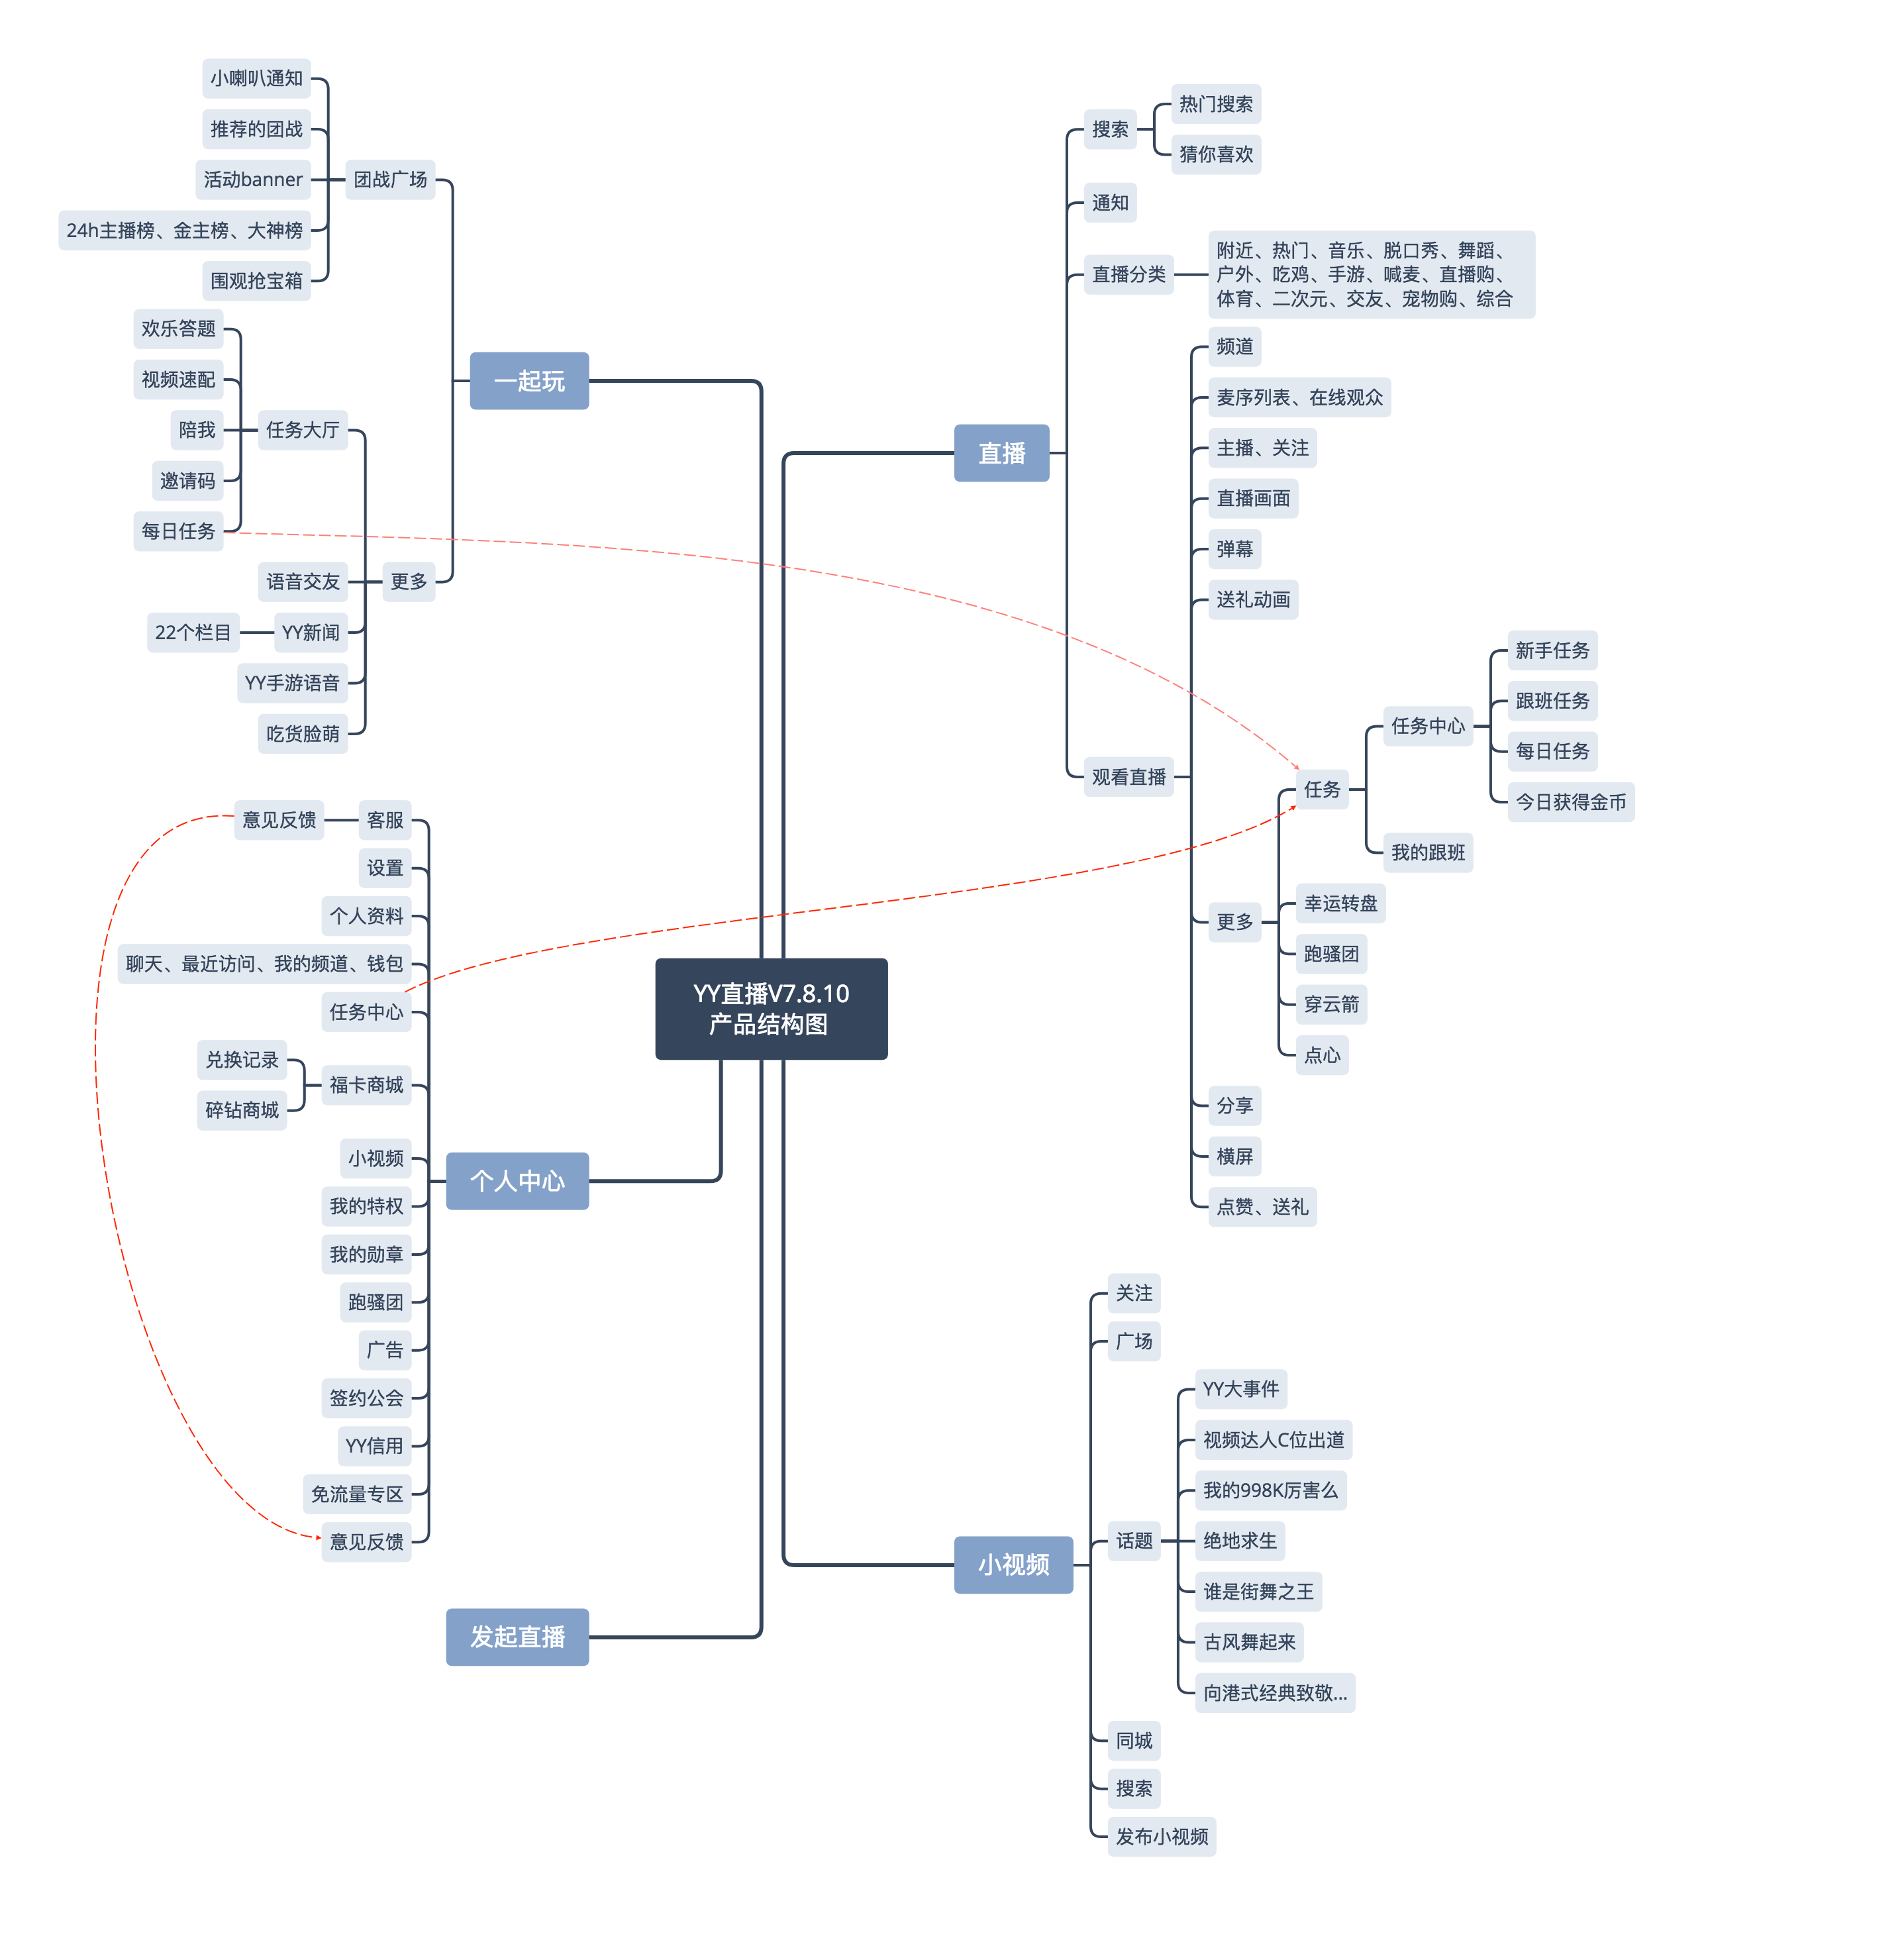 YY直播V7.8.10
产品结构图
直播
搜索
热门搜索
猜你喜欢
通知
直播分类
附近、热门、音乐、脱口秀、舞蹈、
户外、吃鸡、手游、喊麦、直播购、
体育、二次元、交友、宠物购、综合
观看直播
频道
麦序列表、在线观众
主播、关注
直播画面
弹幕
送礼动画
更多
任务
任务中心
新手任务
跟班任务
每日任务
今日获得金币
我的跟班
幸运转盘
跑骚团
穿云箭
点心
分享
横屏
点赞、送礼
小视频
关注
广场
话题
YY大事件
视频达人C位出道
我的998K厉害么
绝地求生
谁是街舞之王
古风舞起来
向港式经典致敬...
同城
搜索
发布小视频
一起玩
团战广场
小喇叭通知
推荐的团战
活动banner
24h主播榜、金主榜、大神榜
围观抢宝箱
更多
任务大厅
欢乐答题
视频速配
陪我
邀请码
每日任务
语音交友
YY新闻
22个栏目
YY手游语音
吃货脸萌
个人中心
客服
意见反馈
设置
个人资料
聊天、最近访问、我的频道、钱包
任务中心
福卡商城
兑换记录
碎钻商城
小视频
我的特权
我的勋章
跑骚团
广告
签约公会
YY信用
免流量专区
意见反馈
发起直播